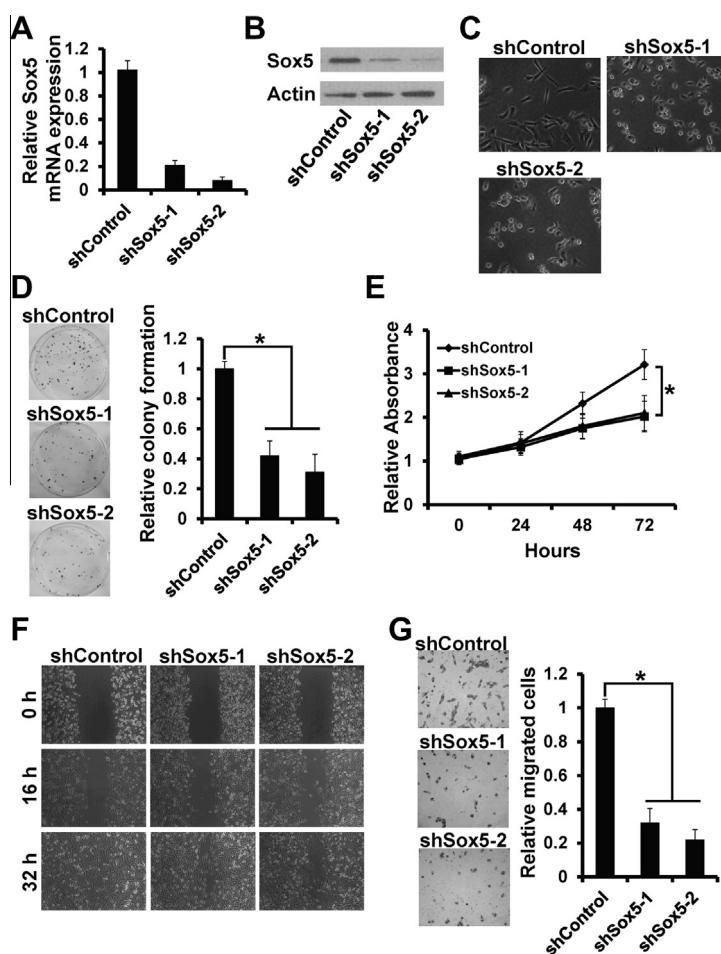 A
Relative Sox5
mRNA expression
1.2
1
0.8
0.6
0.4
0.2
0
shControl
shSox5-1
shSox5-2
B
Sox5
Actin
shControl
shSox5-1
shSox5-2
C
shControl
shSox5-1
shSox5-2
D
shControl
shSox5-1
shSox5-2
Relative colony formation
1.2
1
0.8
0.6
0.4
0.2
0
*
shControl
shSox5-1
shSox5-2
E
Relative Absorbance
4
3
2
1
0
shControl
shSox5-1
shSox5-2
*
0 24 48 72
Hours
F
shControl shSox5-1 shSox5-2
0 h
16 h
32 h
G
shControl
shSox5-1
shSox5-2
Relative migrated cells
1.2
1
0.8
0.6
0.4
0.2
0
*
shControl
shSox5-1
shSox5-2